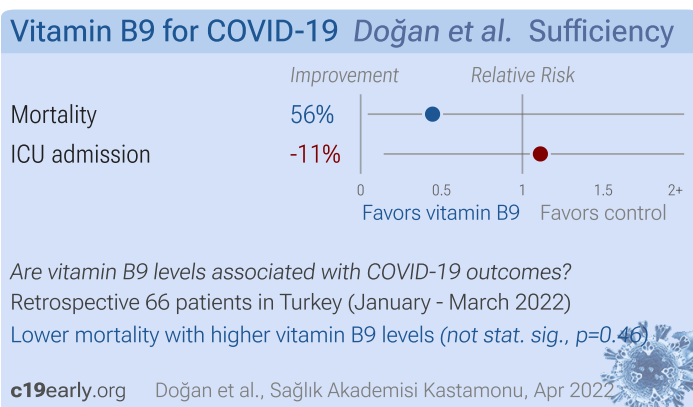 Vitamin B9 for COVID-19 Doğan et al. Sufficiency
Improvement Relative Risk
Mortality 56%
ICU admission -11%
0 0.5 1 1.5 2+
Favors vitamin B9 Favors control
Are vitamin B9 levels associated with COVID-19 outcomes?
Retrospective 66 patients in Turkey (January - March 2022)
Lower mortality with higher vitamin B9 levels (not stat. sig., p=0.46)
c19early.org Doğan et al., Sağlık Akademisi Kastamonu, Apr 2022